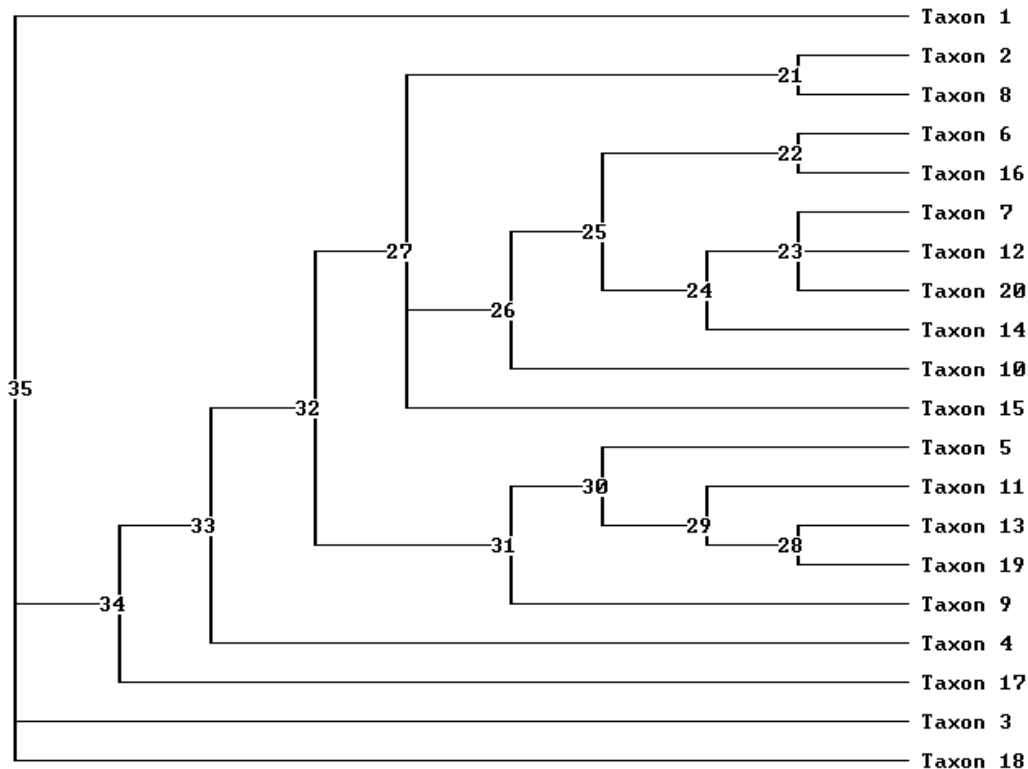 Taxon 1
Taxon 2
21
Taxon 8
Taxon 6
22
Taxon 16
Taxon 7
25
27
23
Taxon 12
24
Taxon 20
26
Taxon 14
Taxon 10
35
32
Taxon 15
Taxon 5
30
Taxon 11
33
29
Taxon 13
31
28
Taxon 19
34
Taxon 9
Taxon 4
Taxon 17
Taxon 3
Taxon 18